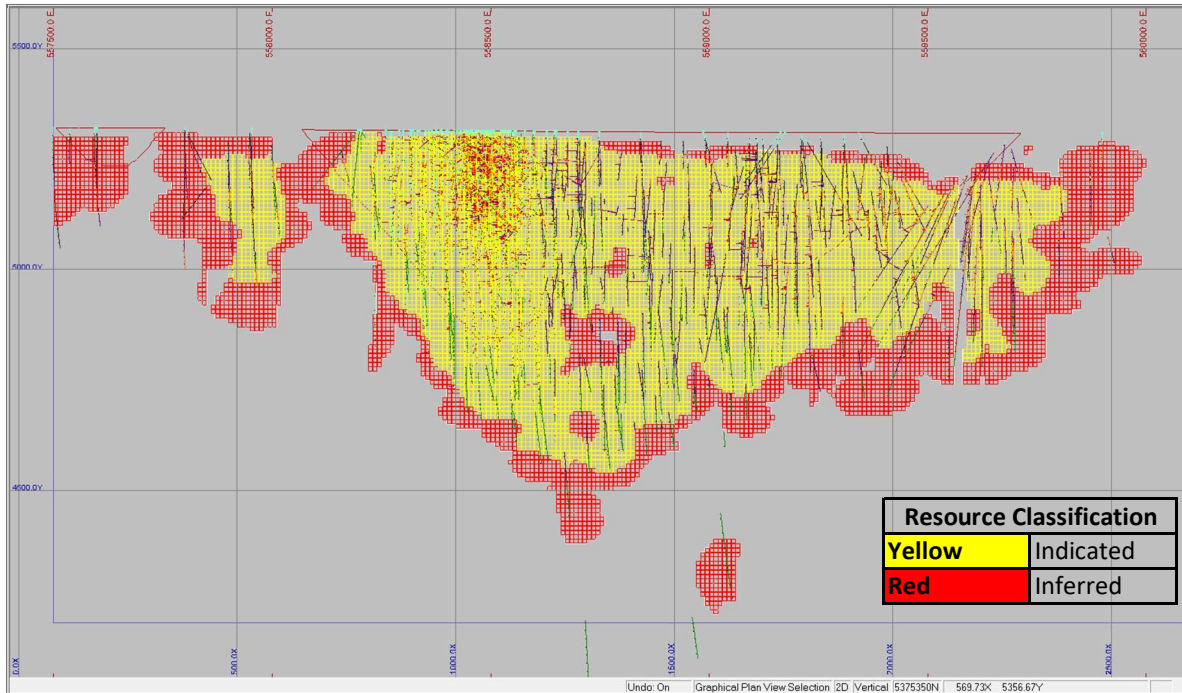 557500.0 E
558000.0 E
558500.0 E
559000.0 E
559500.0 E
560000.0 E
5500.0Y
5000.0Y
4500.0Y
Resource Classification
Yellow Indicated
Red Inferred
0.0X
500.0X
1000.0X
1500.0X
2000.0X
2500.0X
Undo: On Graphical Plan View Selection 2D Vertical 5375350N 569.73X 5356.67Y